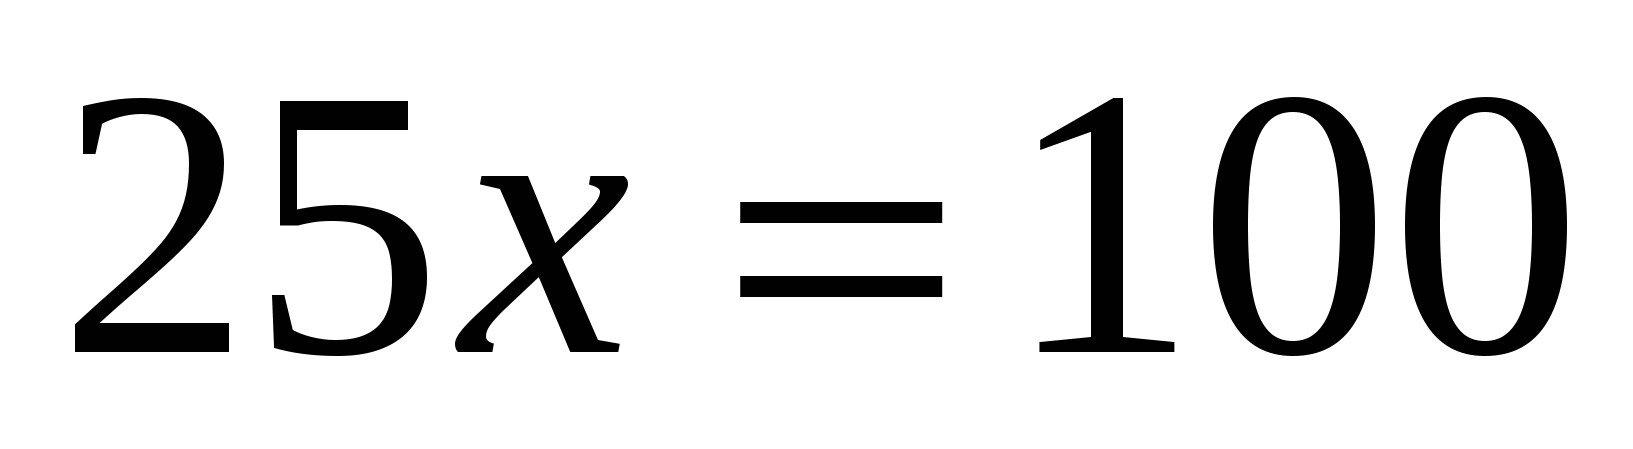 25x = 100